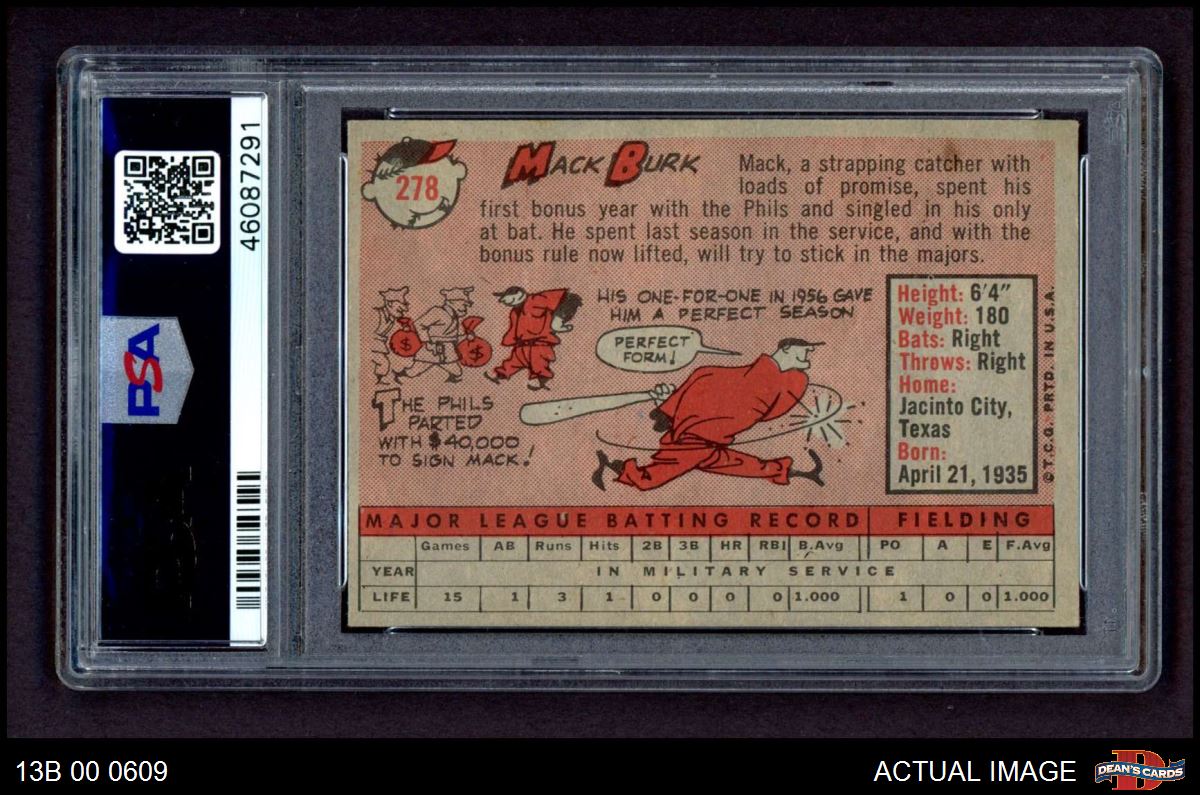 46087291
PSA
278
MACK BURK
Mack, a strapping catcher with
loads of promise, spent his
first bonus year with the Phils and singled in his only
at bat. He spent last season in the service, and with the
bonus rule now lifted, will try to stick in the majors.
HIS ONE-FOR-ONE IN 1956 GAVE
HIM A PERFECT SEASON
PERFECT
FORM!
$ $
THE PHILS
PARTED
WITH $40,000
TO SIGN MACK!
Height: 6'4"
Weight: 180
Bats: Right
Throws: Right
Home:
Jacinto City,
Texas
Born:
April 21, 1935
©T.C.G. PRTD. IN U.S.A.
MAJOR LEAGUE BATTING RECORD FIELDING
Games AB Runs Hits 2B 3B HR RBI B.Avg PO A E F.Avg
YEAR IN MILITARY SERVICE
LIFE 15 1 3 1 0 0 0 0 1.000 1 0 0 1.000
13B 00 0609
ACTUAL IMAGE
D
DEAN'S CARDS